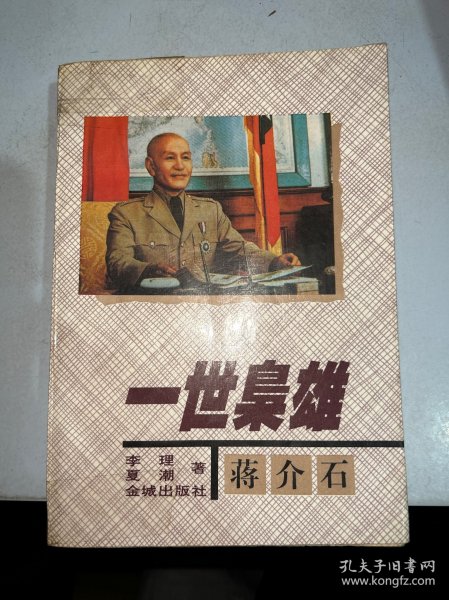 一世枭雄
李理
夏潮 著
金城出版社
蒋介石
孔夫子旧书网
www.kongfz.com